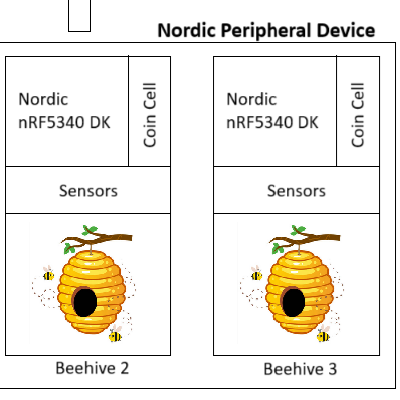 Nordic Peripheral Device
Nordic
nRF5340 DK
Coin Cell
Sensors
Beehive 2
Nordic
nRF5340 DK
Coin Cell
Sensors
Beehive 3